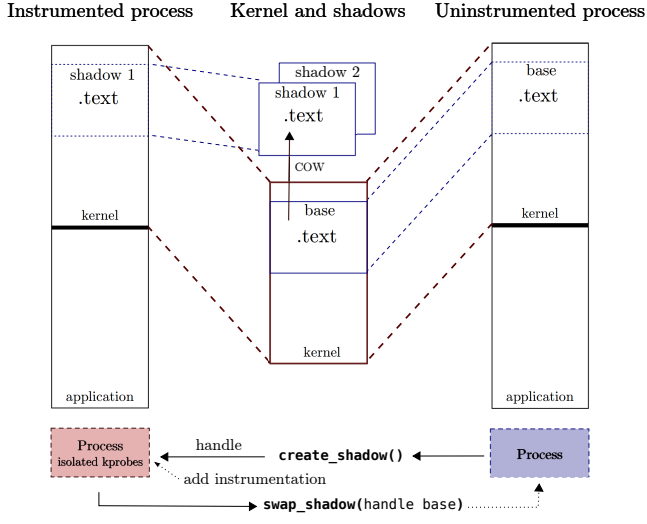 Instrumented process
Kernel and shadows
Uninstrumented process
shadow 1
.text
kernel
application
shadow 2
shadow 1
.text
COW
base
.text
kernel
base
.text
kernel
application
Process
isolated kprobes
handle
create_shadow()
Process
add instrumentation
swap_shadow(handle base)